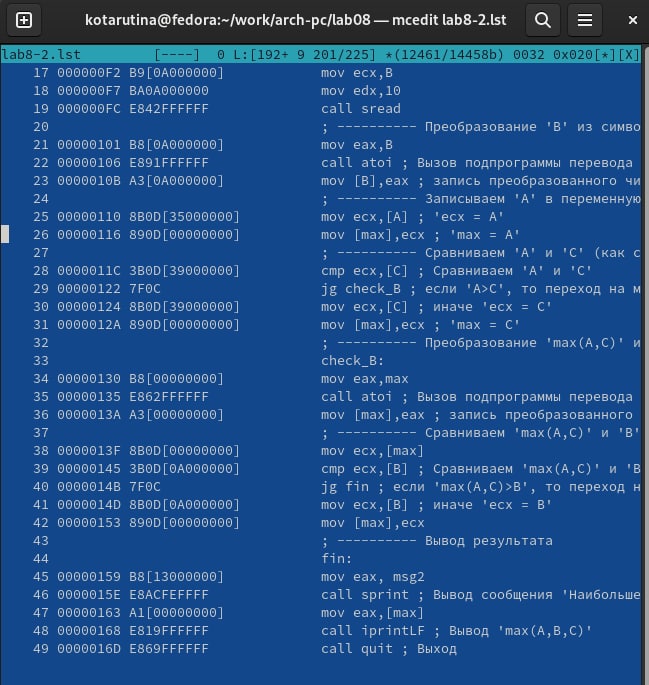 kotarutina@fedora:~/work/arch-pc/lab08 — mcedit lab8-2.lst
lab8-2.lst [----] 0 L:[192+ 9 201/225] *(12461/14458b) 0032 0x020[*][X]
17 000000F2 B9[0A000000] mov ecx,B
18 000000F7 BA0A000000 mov edx,10
19 000000FC E842FFFFFF call sread
20 ; ---------- Преобразование 'B' из симво
21 00000101 B8[0A000000] mov eax,B
22 00000106 E891FFFFFF call atoi ; Вызов подпрограммы перевода
23 0000010B A3[0A000000] mov [B],eax ; запись преобразованного чи
24 ; ---------- Записываем 'A' в переменную
25 00000110 8B0D[35000000] mov ecx,[A] ; 'ecx = A'
26 00000116 890D[00000000] mov [max],ecx ; 'max = A'
27 ; ---------- Сравниваем 'A' и 'С' (как с
28 0000011C 3B0D[39000000] cmp ecx,[C] ; Сравниваем 'A' и 'С'
29 00000122 7F0C jg check_B ; если 'A>C', то переход на м
30 00000124 8B0D[39000000] mov ecx,[C] ; иначе 'ecx = C'
31 0000012A 890D[00000000] mov [max],ecx ; 'max = C'
32 ; ---------- Преобразование 'max(A,C)' и
33 check_B:
34 00000130 B8[00000000] mov eax,max
35 00000135 E862FFFFFF call atoi ; Вызов подпрограммы перевода
36 0000013A A3[00000000] mov [max],eax ; запись преобразованного
37 ; ---------- Сравниваем 'max(A,C)' и 'B'
38 0000013F 8B0D[00000000] mov ecx,[max]
39 00000145 3B0D[0A000000] cmp ecx,[B] ; Сравниваем 'max(A,C)' и 'B
40 0000014B 7F0C jg fin ; если 'max(A,C)>B', то переход н
41 0000014D 8B0D[0A000000] mov ecx,[B] ; иначе 'ecx = B'
42 00000153 890D[00000000] mov [max],ecx
43 ; ---------- Вывод результата
44 fin:
45 00000159 B8[13000000] mov eax, msg2
46 0000015E E8ACFEFFFF call sprint ; Вывод сообщения 'Наибольше
47 00000163 A1[00000000] mov eax,[max]
48 00000168 E819FFFFFF call iprintLF ; Вывод 'max(A,B,C)'
49 0000016D E869FFFFFF call quit ; Выход